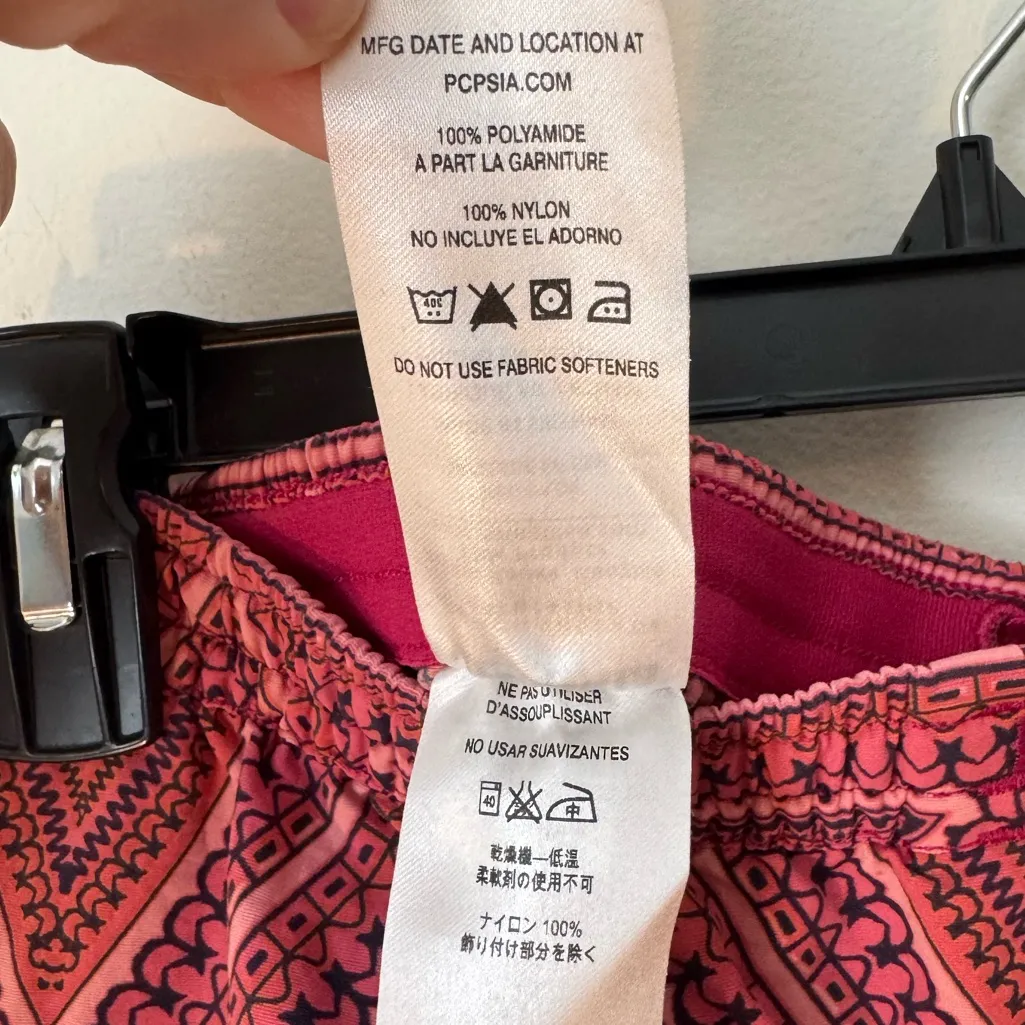 MFG DATE AND LOCATION AT
PCPSIA.COM
100% POLYAMIDE
A PART LA GARNITURE
100% NYLON
NO INCLUYE EL ADORNO
40C
DO NOT USE FABRIC SOFTENERS
NE PAS UTILISER
D'ASSOUPLISSANT
NO USAR SUAVIZANTES
40 中
乾燥機―低温
柔軟剤の使用不可
ナイロン 100%
飾り付け部分を除く